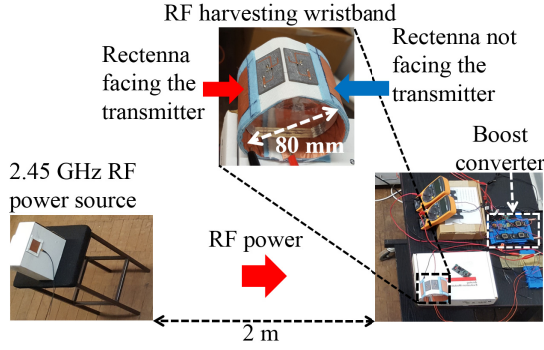 RF harvesting wristband
Rectenna
facing the
transmitter
Rectenna not
facing the
transmitter
80 mm
Boost
converter
2.45 GHz RF
power source
RF power
2 m